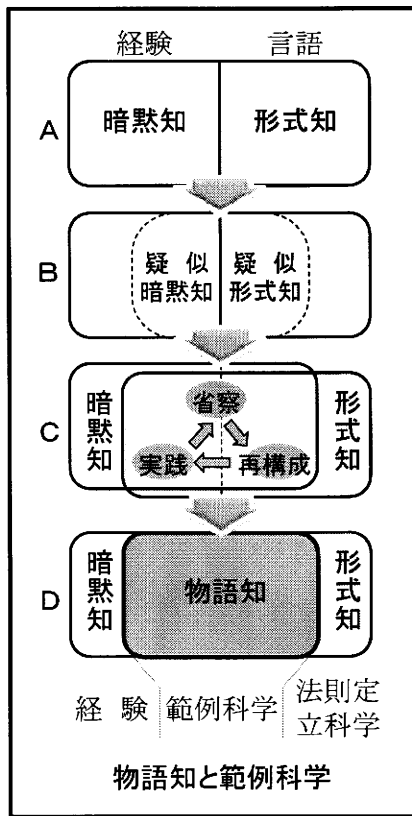 経験 言語
A 暗黙知 形式知
B 疑似 疑似
暗黙知 形式知
C 暗黙知 省察 形式知
実践 再構成
D 暗黙知 物語知 形式知
経験 範例科学 法則定
立科学
物語知と範例科学